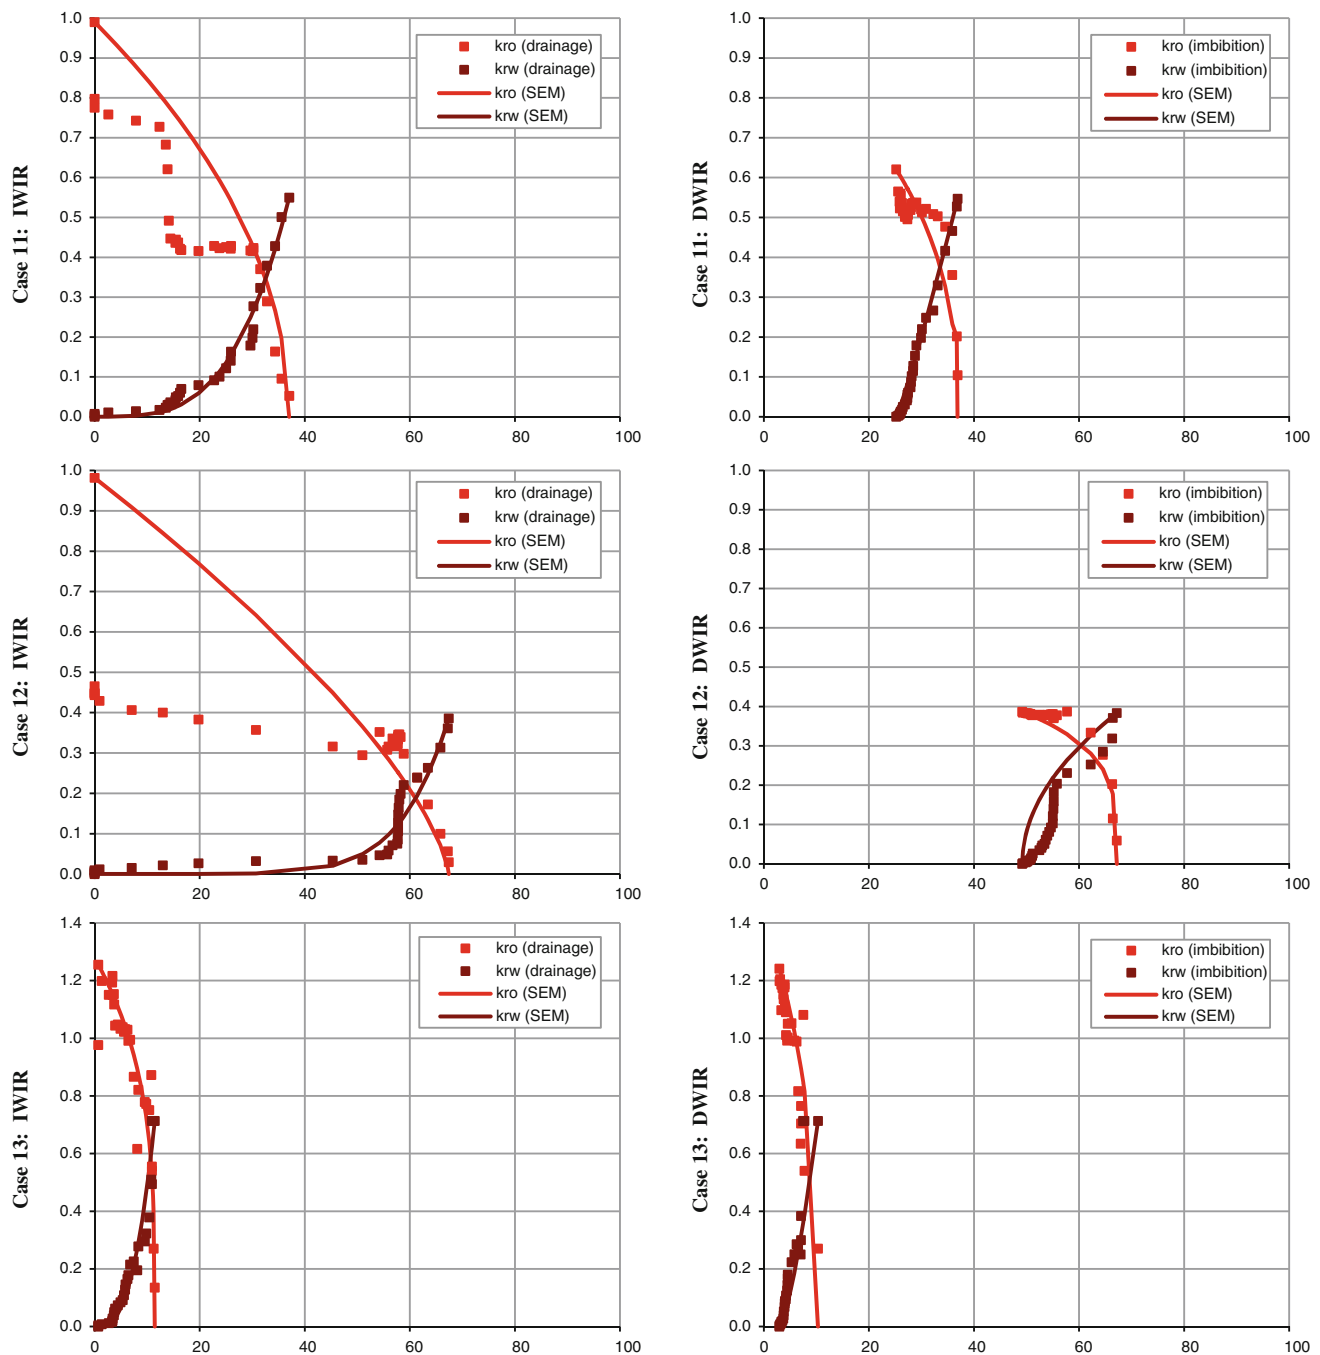 Case 11: IWIR
1.0
0.9
0.8
0.7
0.6
0.5
0.4
0.3
0.2
0.1
0.0
0 20 40 60 80 100
kro (drainage)
krw (drainage)
kro (SEM)
krw (SEM)
Case 11: DWIR
1.0
0.9
0.8
0.7
0.6
0.5
0.4
0.3
0.2
0.1
0.0
0 20 40 60 80 100
kro (imbibition)
krw (imbibition)
kro (SEM)
krw (SEM)
Case 12: IWIR
1.0
0.9
0.8
0.7
0.6
0.5
0.4
0.3
0.2
0.1
0.0
0 20 40 60 80 100
kro (drainage)
krw (drainage)
kro (SEM)
krw (SEM)
Case 12: DWIR
1.0
0.9
0.8
0.7
0.6
0.5
0.4
0.3
0.2
0.1
0.0
0 20 40 60 80 100
kro (imbibition)
krw (imbibition)
kro (SEM)
krw (SEM)
Case 13: IWIR
1.4
1.2
1.0
0.8
0.6
0.4
0.2
0.0
0 20 40 60 80 100
kro (drainage)
krw (drainage)
kro (SEM)
krw (SEM)
Case 13: DWIR
1.4
1.2
1.0
0.8
0.6
0.4
0.2
0.0
0 20 40 60 80 100
kro (imbibition)
krw (imbibition)
kro (SEM)
krw (SEM)